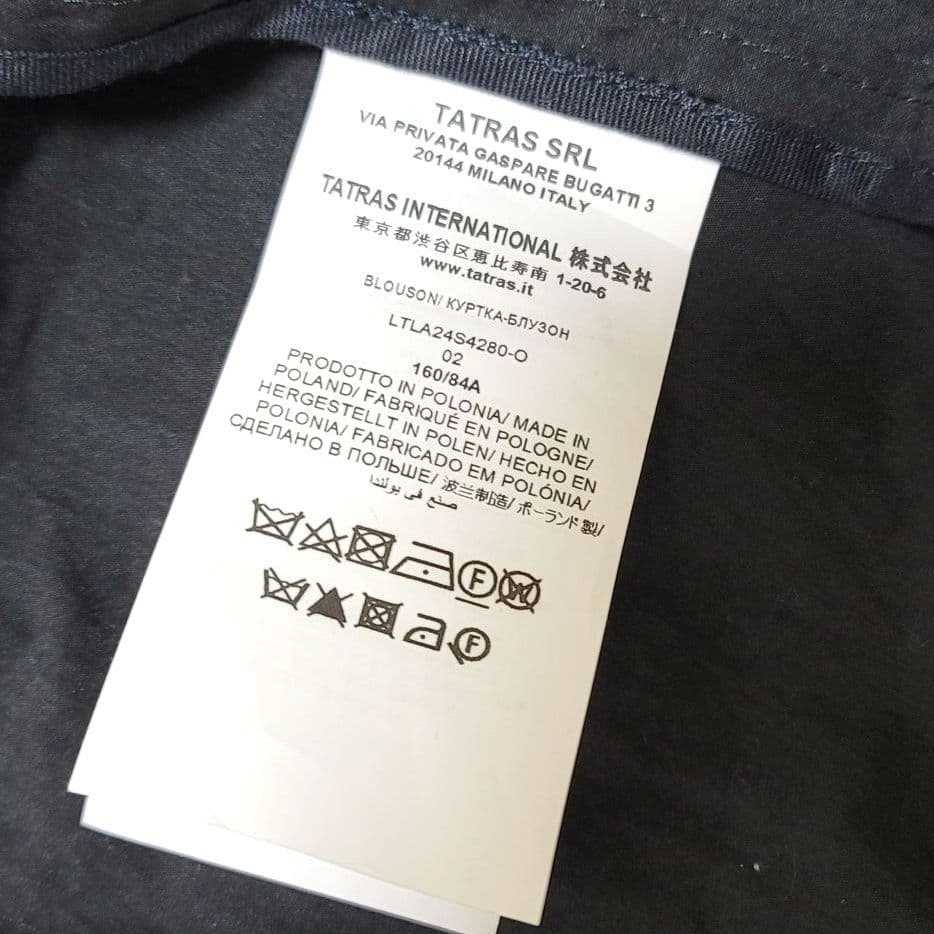 TATRAS SRL
VIA PRIVATA GASPARE BUGATTI 3
20144 MILANO ITALY
TATRAS INTERNATIONAL 株式会社
東京都渋谷区恵比寿南 1-20-6
www.tatras.it
BLOUSON/ КУРТКА-БЛУЗОН
LTLA24S4280-O
02
160/84A
PRODOTTO IN POLONIA/ MADE IN
POLAND/ FABRIQUÉ EN POLOGNE/
HERGESTELLT IN POLEN/ HECHO EN
POLONIA/ FABRICADO EM POLÓNIA/
СДЕЛАНО В ПОЛЬШЕ/ 波兰制造/ ポーランド製/
صنع في بولندا
F W
F